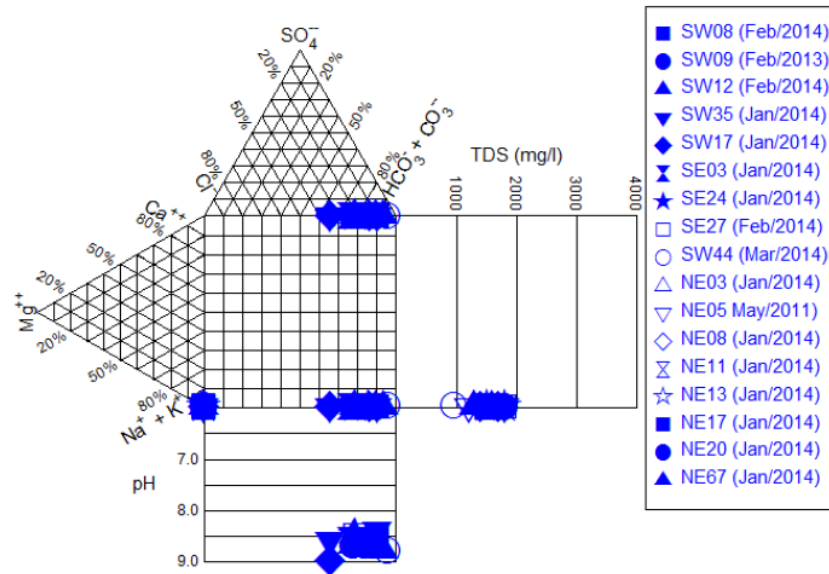 SO4--
20%
20%
50%
50%
80%
80%
Cl-
HCO3- + CO3--
TDS (mg/l)
1000
2000
3000
4000
Ca++
80%
50%
20%
Mg++
20%
50%
80%
Na+ + K+
7.0
pH
8.0
9.0
SW08 (Feb/2014)
SW09 (Feb/2013)
SW12 (Feb/2014)
SW35 (Jan/2014)
SW17 (Jan/2014)
SE03 (Jan/2014)
SE24 (Jan/2014)
SE27 (Feb/2014)
SW44 (Mar/2014)
NE03 (Jan/2014)
NE05 May/2011)
NE08 (Jan/2014)
NE11 (Jan/2014)
NE13 (Jan/2014)
NE17 (Jan/2014)
NE20 (Jan/2014)
NE67 (Jan/2014)